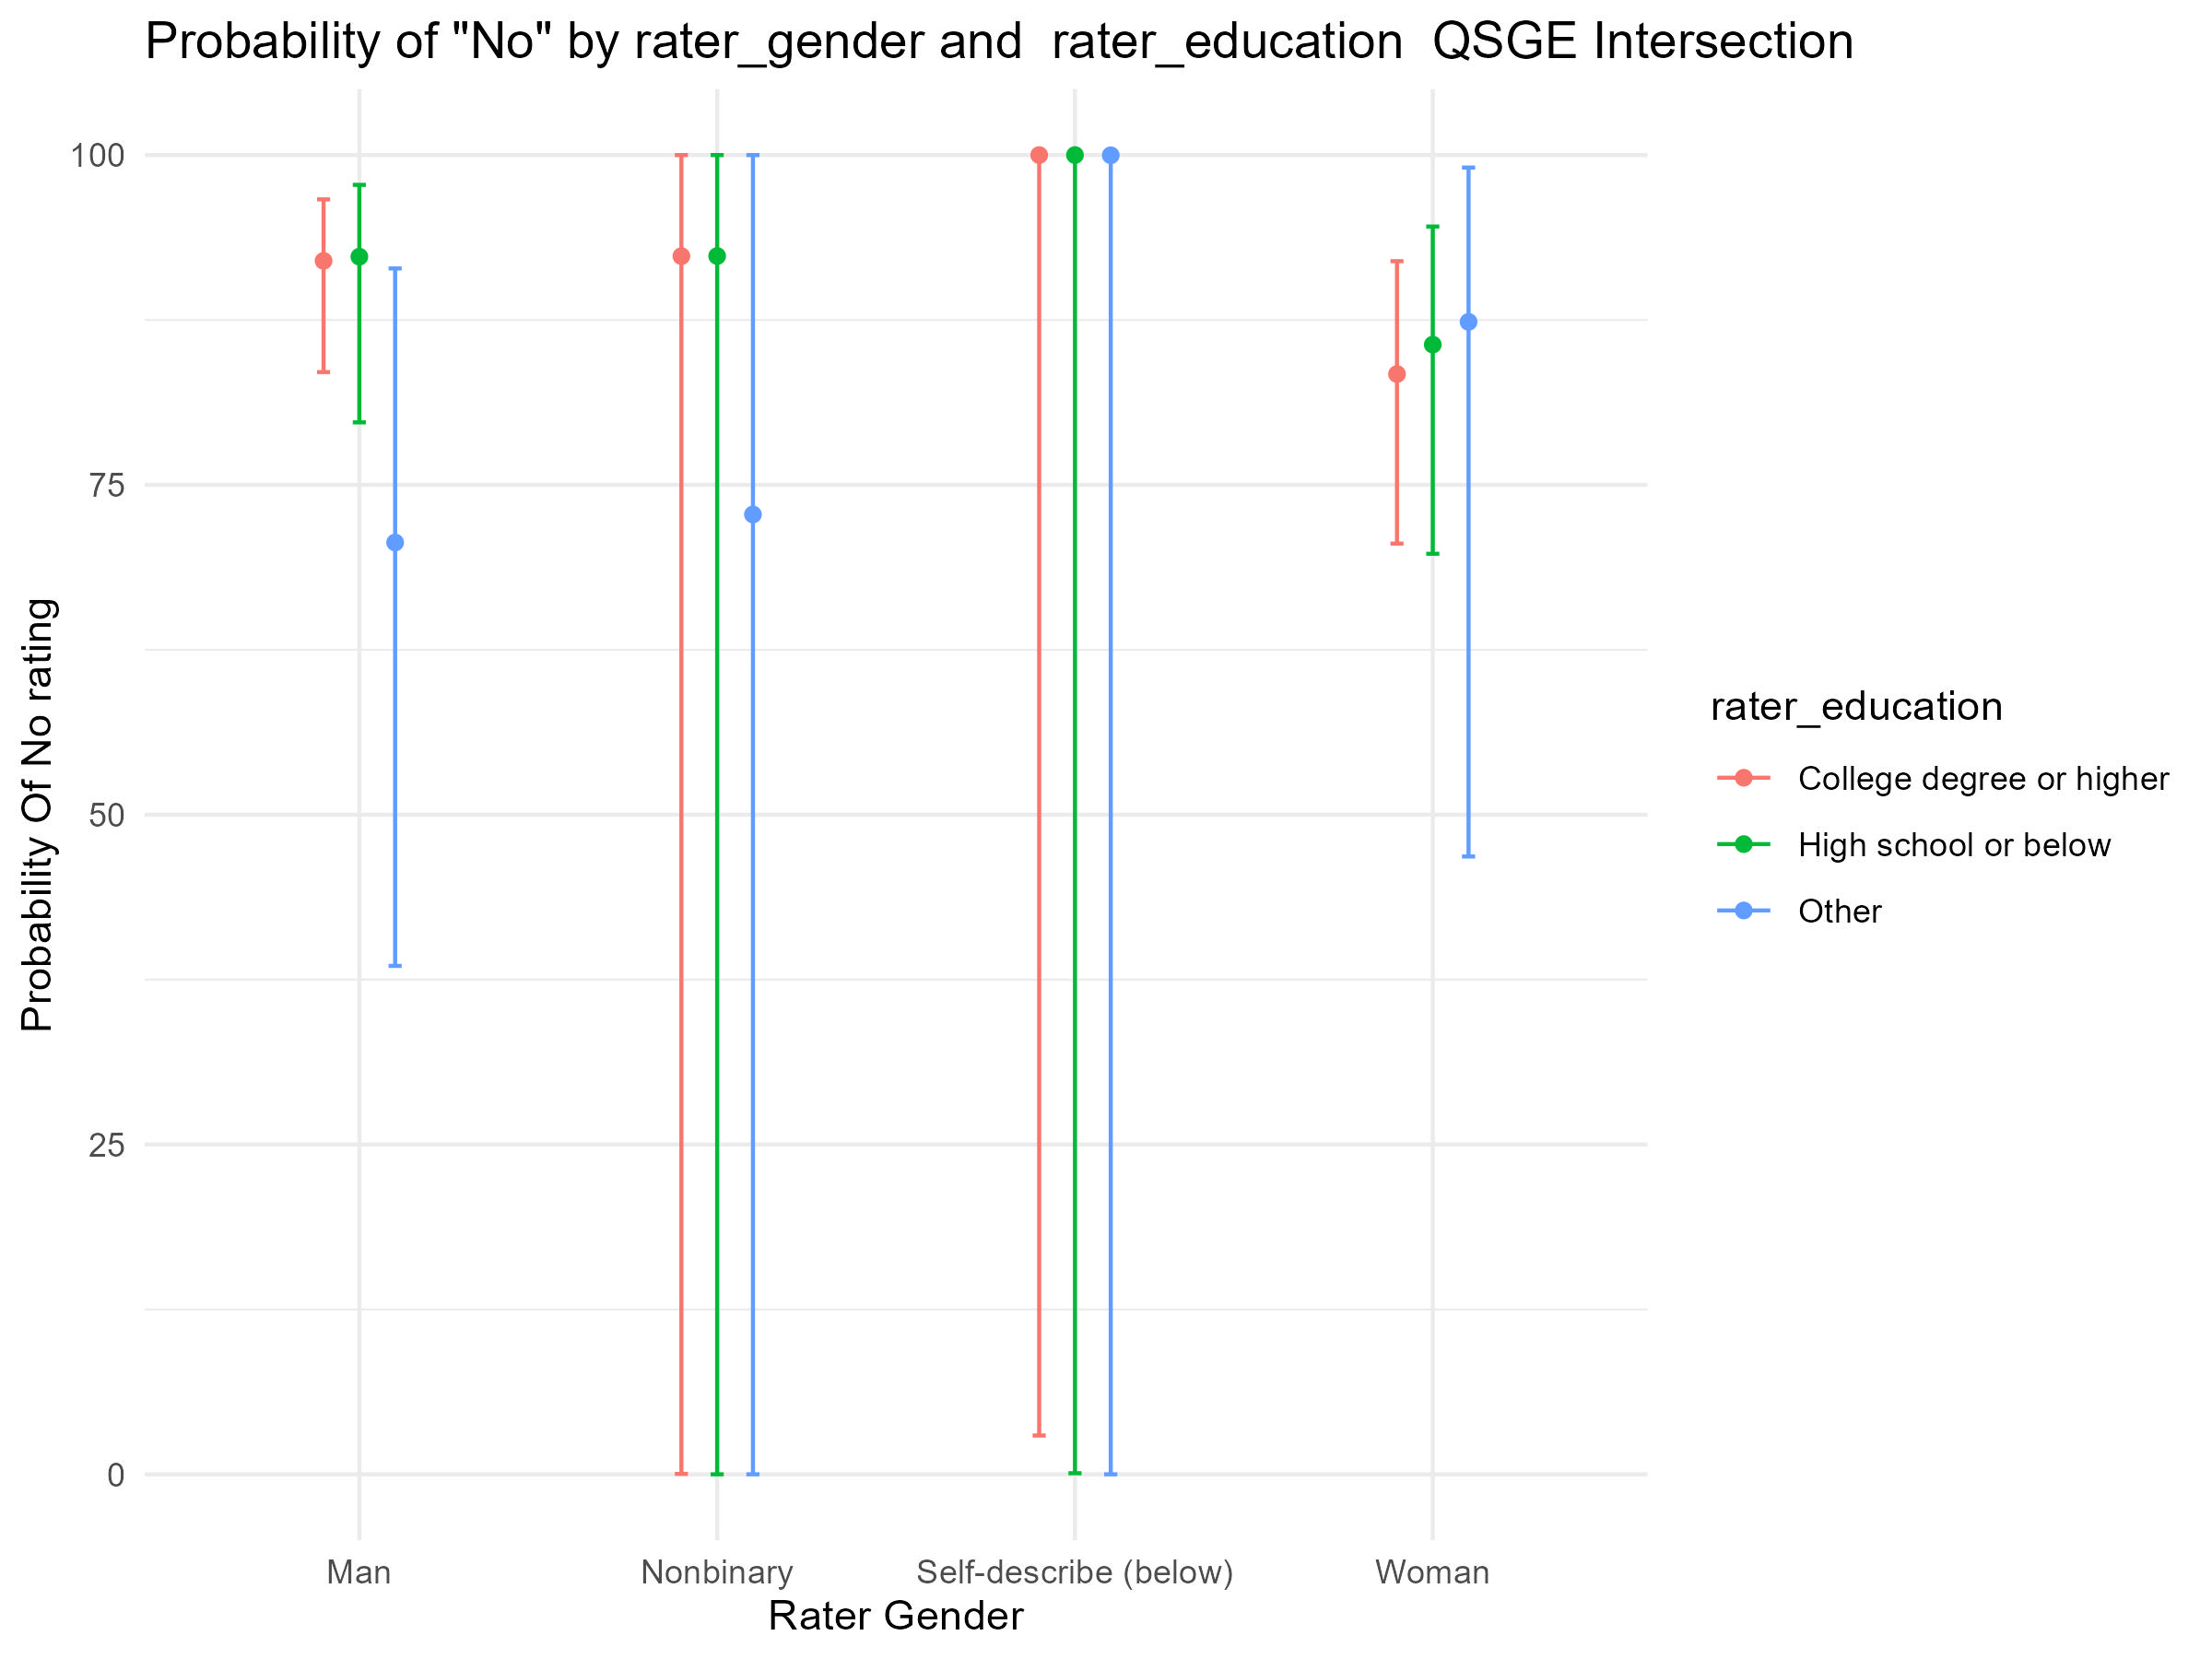 Probability of "No" by rater_gender and  rater_education  QSGE Intersection
100
75
50
25
0
Probability Of No rating
Man
Nonbinary
Self-describe (below)
Woman
Rater Gender
rater_education
College degree or higher
High school or below
Other